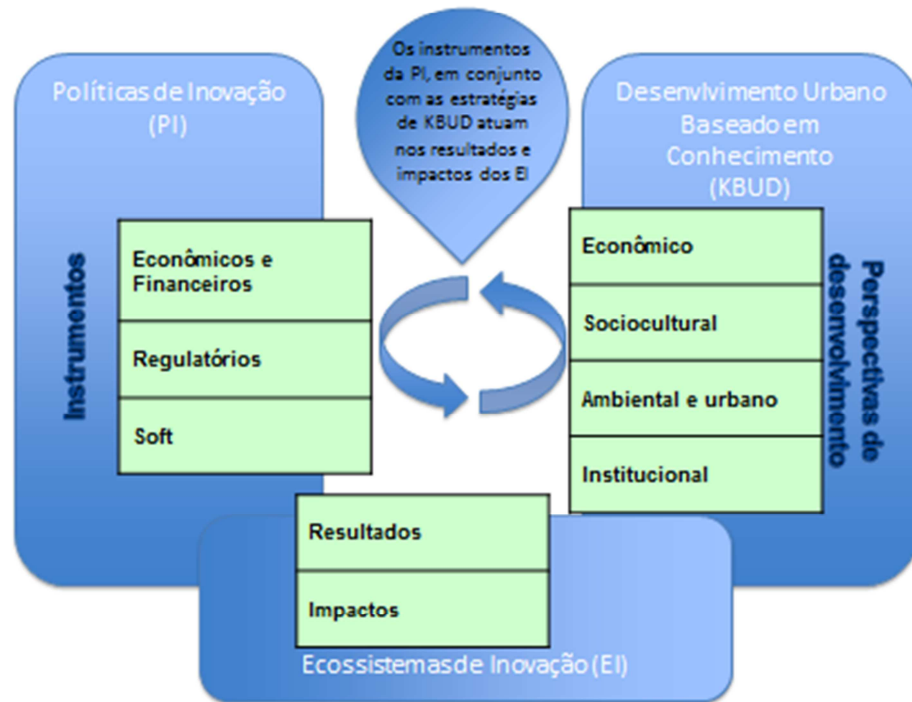 Políticas de Inovação
(PI)
Instrumentos
Econômicos e
Financeiros
Regulatórios
Soft
Os instrumentos
da PI, em conjunto
com as estratégias
de KBUD atuam
nos resultados e
impactos dos EI
Desenvlvimento Urbano
Baseado em
Conhecimento
(KBUD)
Econômico
Sociocultural
Ambiental e urbano
Institucional
Perspectivas de
desenvolvimento
Resultados
Impactos
Ecossistemas de Inovação (EI)